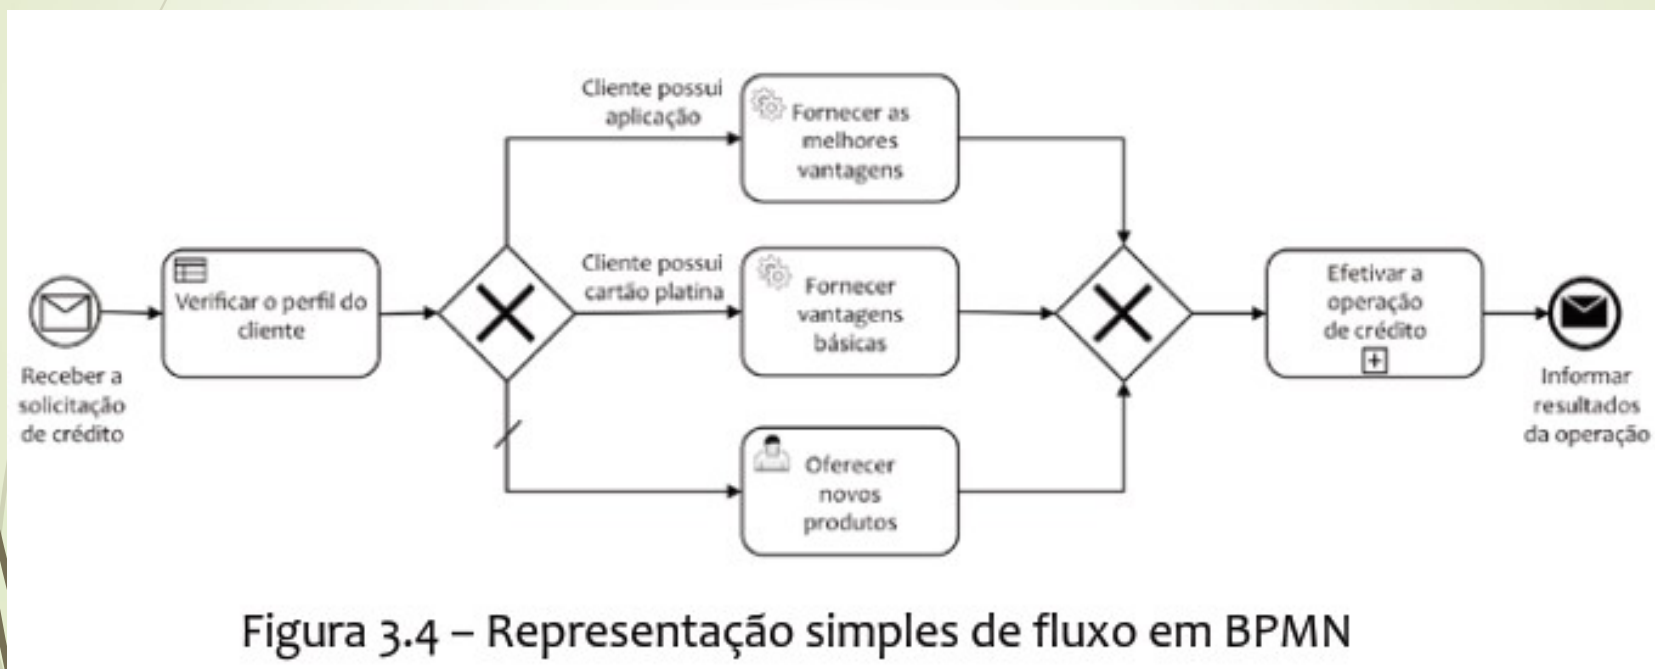 Receber a
solicitação
de crédito
Verificar o perfil do
cliente
Cliente possui
aplicação
Fornecer as
melhores
vantagens
Cliente possui
cartão platina
Fornecer
vantagens
básicas
Oferecer
novos
produtos
Efetivar a
operação
de crédito
Informar
resultados
da operação
Figura 3.4 – Representação simples de fluxo em BPMN